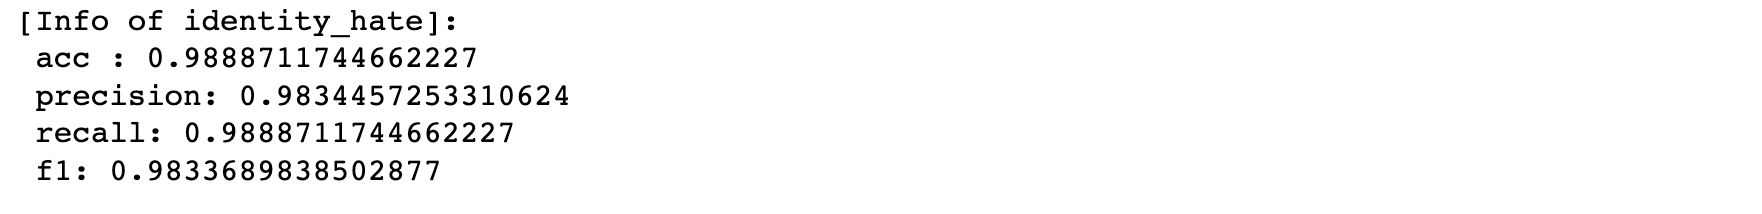 [Info of identity_hate]:
acc : 0.9888711744662227
precision: 0.9834457253310624
recall: 0.9888711744662227
f1: 0.9833689838502877